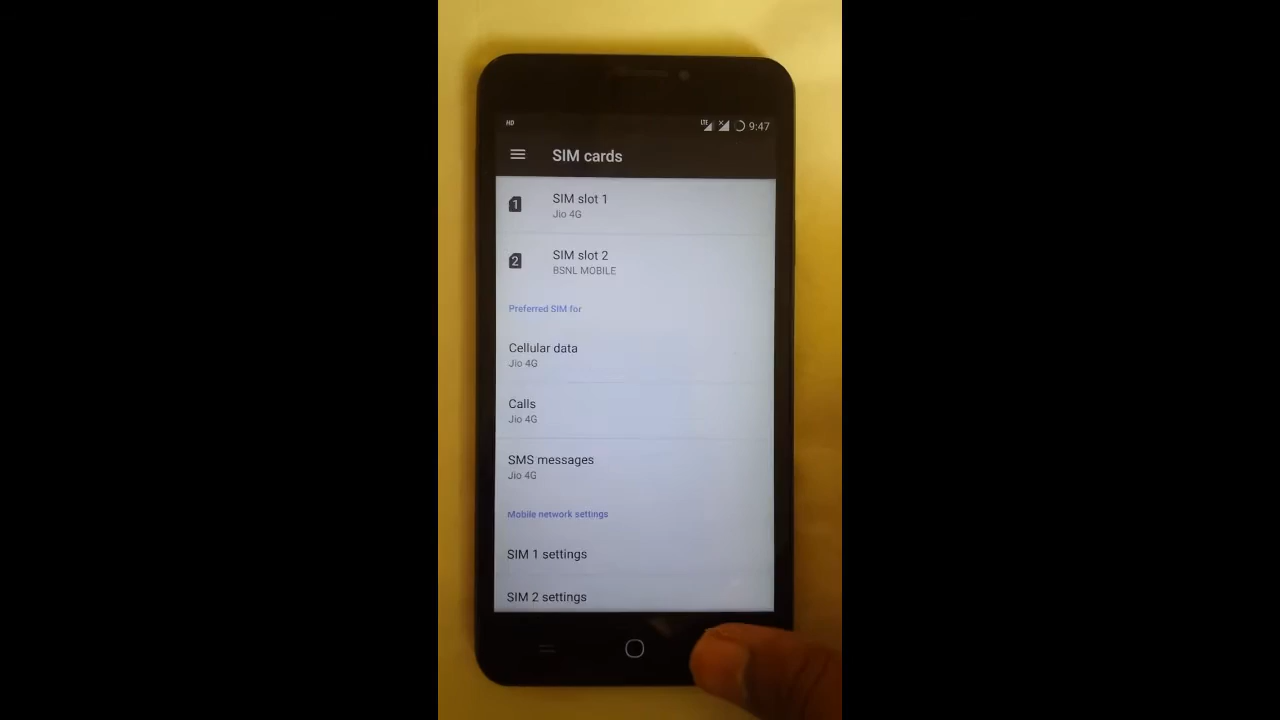 HD LTE 9:47
SIM cards
1 SIM slot 1
Jio 4G
2 SIM slot 2
BSNL MOBILE
Preferred SIM for
Cellular data
Jio 4G
Calls
Jio 4G
SMS messages
Jio 4G
Mobile network settings
SIM 1 settings
SIM 2 settings